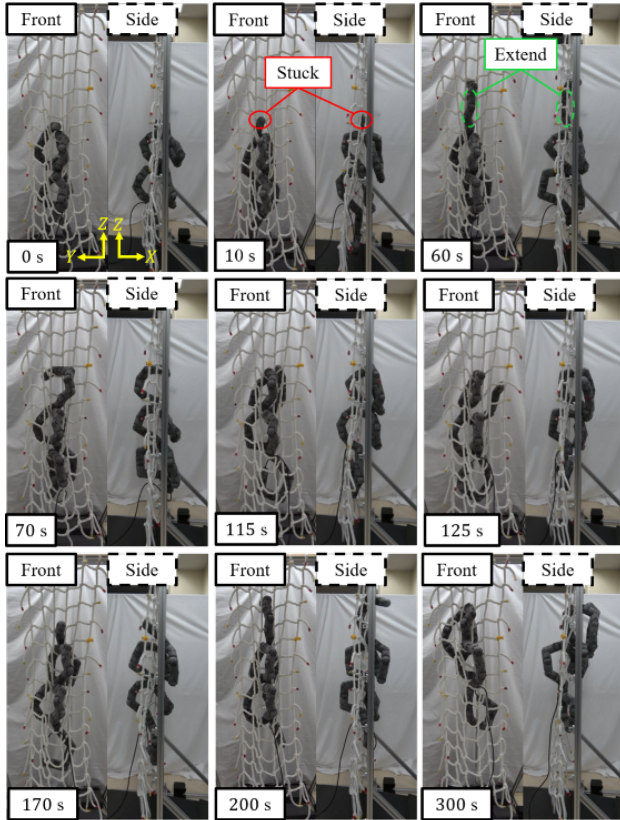 Front Side
Stuck
0 s
Z Z
Y X
Front Side
10 s
Front Side
Extend
60 s
Front Side
70 s
Front Side
115 s
Front Side
125 s
Front Side
170 s
Front Side
200 s
Front Side
300 s